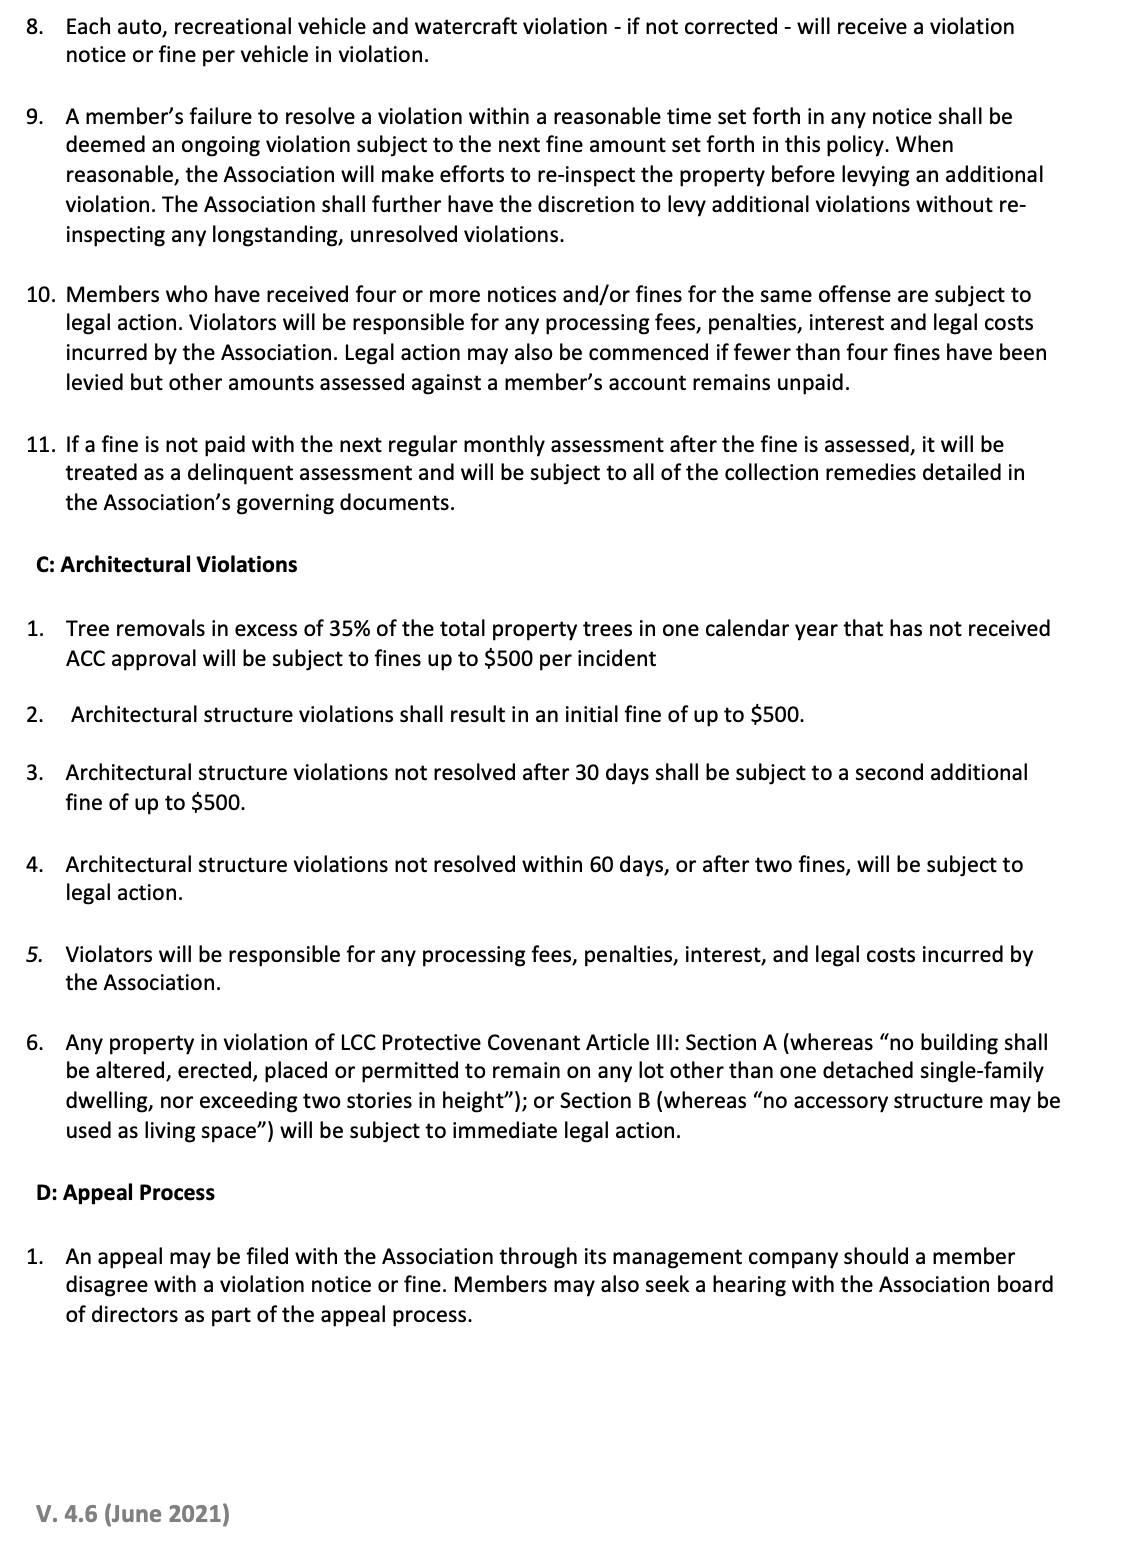 8. Each auto, recreational vehicle and watercraft violation - if not corrected - will receive a violation
notice or fine per vehicle in violation.
9. A member’s failure to resolve a violation within a reasonable time set forth in any notice shall be
deemed an ongoing violation subject to the next fine amount set forth in this policy. When
reasonable, the Association will make efforts to re-inspect the property before levying an additional
violation. The Association shall further have the discretion to levy additional violations without re-
inspecting any longstanding, unresolved violations.
10. Members who have received four or more notices and/or fines for the same offense are subject to
legal action. Violators will be responsible for any processing fees, penalties, interest and legal costs
incurred by the Association. Legal action may also be commenced if fewer than four fines have been
levied but other amounts assessed against a member’s account remains unpaid.
11. If a fine is not paid with the next regular monthly assessment after the fine is assessed, it will be
treated as a delinquent assessment and will be subject to all of the collection remedies detailed in
the Association’s governing documents.
C: Architectural Violations
1. Tree removals in excess of 35% of the total property trees in one calendar year that has not received
ACC approval will be subject to fines up to $500 per incident
2. Architectural structure violations shall result in an initial fine of up to $500.
3. Architectural structure violations not resolved after 30 days shall be subject to a second additional
fine of up to $500.
4. Architectural structure violations not resolved within 60 days, or after two fines, will be subject to
legal action.
5. Violators will be responsible for any processing fees, penalties, interest, and legal costs incurred by
the Association.
6. Any property in violation of LCC Protective Covenant Article III: Section A (whereas “no building shall
be altered, erected, placed or permitted to remain on any lot other than one detached single-family
dwelling, nor exceeding two stories in height”); or Section B (whereas “no accessory structure may be
used as living space”) will be subject to immediate legal action.
D: Appeal Process
1. An appeal may be filed with the Association through its management company should a member
disagree with a violation notice or fine. Members may also seek a hearing with the Association board
of directors as part of the appeal process.
V. 4.6 (June 2021)